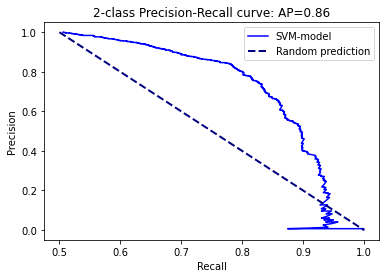 2-class Precision-Recall curve: AP=0.86
SVM-model
Random prediction
Precision
1.0
0.8
0.6
0.4
0.2
0.0
0.5
0.6
0.7
0.8
0.9
1.0
Recall